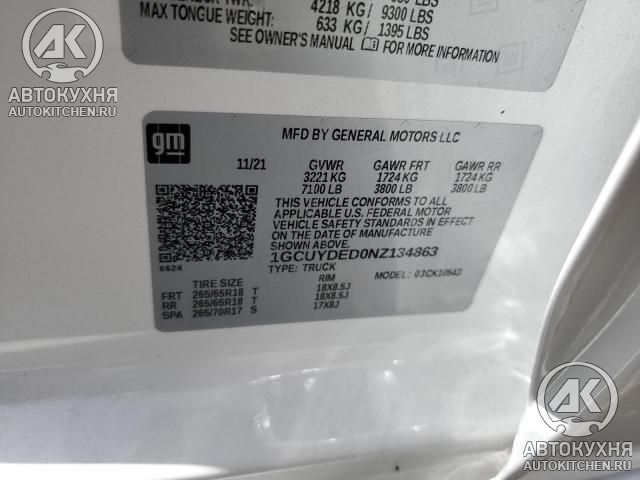 4218 KG/ 9300 LBS
MAX TONGUE WEIGHT: 633 KG/ 1395 LBS
SEE OWNER'S MANUAL FOR MORE INFORMATION
AK
АВТОКУХНЯ
AUTOKITCHEN.RU
gm
MFD BY GENERAL MOTORS LLC
11/21 GVWR GAWR FRT GAWR RR
3221 KG 1724 KG 1724 KG
7100 LB 3800 LB 3800 LB
THIS VEHICLE CONFORMS TO ALL
APPLICABLE U.S. FEDERAL MOTOR
VEHICLE SAFETY STANDARDS IN EFFECT
ON THE DATE OF MANUFACTURE
SHOWN ABOVE.
1GCUYDED0NZ134863
TYPE: TRUCK 03CK10543
8624
TIRE SIZE RIM
FRT 265/65R18 T 18X8.5J
RR 265/65R18 T 18X8.5J
SPA 265/70R17 S 17X8J
AK
АВТОКУХНЯ
AUTOKITCHEN.RU